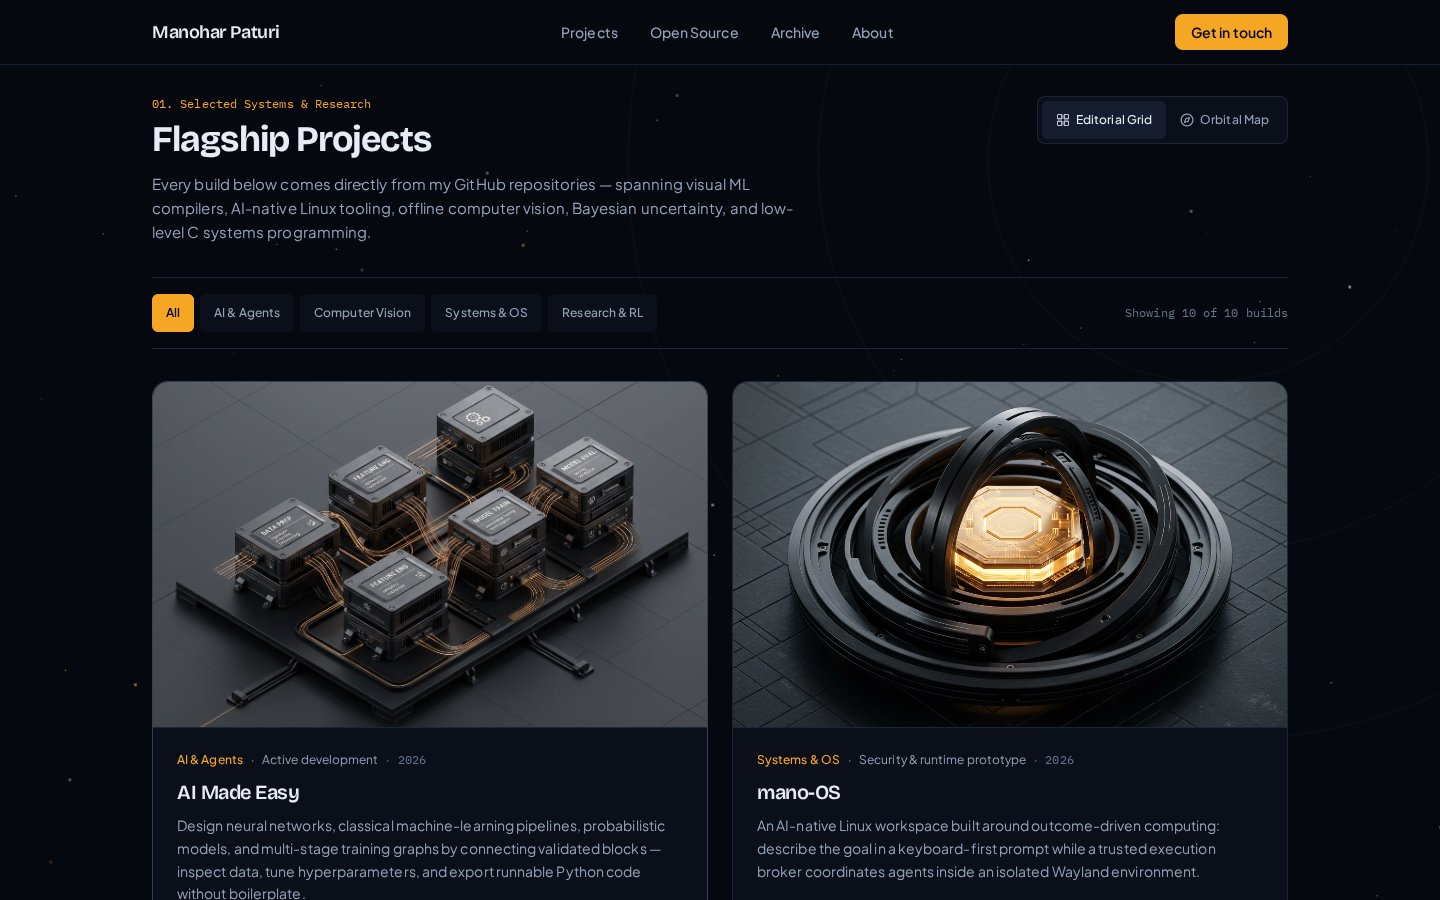 Manohar Paturi
Projects
Open Source
Archive
About
Get in touch
01. Selected Systems & Research
Flagship Projects
Editorial Grid
Orbital Map
Every build below comes directly from my GitHub repositories — spanning visual ML
compilers, AI-native Linux tooling, offline computer vision, Bayesian uncertainty, and low-
level C systems programming.
All
AI & Agents
Computer Vision
Systems & OS
Research & RL
Showing 10 of 10 builds
FEATURE ENG
MODEL EVAL
DATA PREP
FEATURE ENG
AI & Agents · Active development · 2026
AI Made Easy
Design neural networks, classical machine-learning pipelines, probabilistic
models, and multi-stage training graphs by connecting validated blocks —
inspect data, tune hyperparameters, and export runnable Python code
without boilerplate.
Systems & OS · Security & runtime prototype · 2026
mano-OS
An AI-native Linux workspace built around outcome-driven computing:
describe the goal in a keyboard-first prompt while a trusted execution
broker coordinates agents inside an isolated Wayland environment.